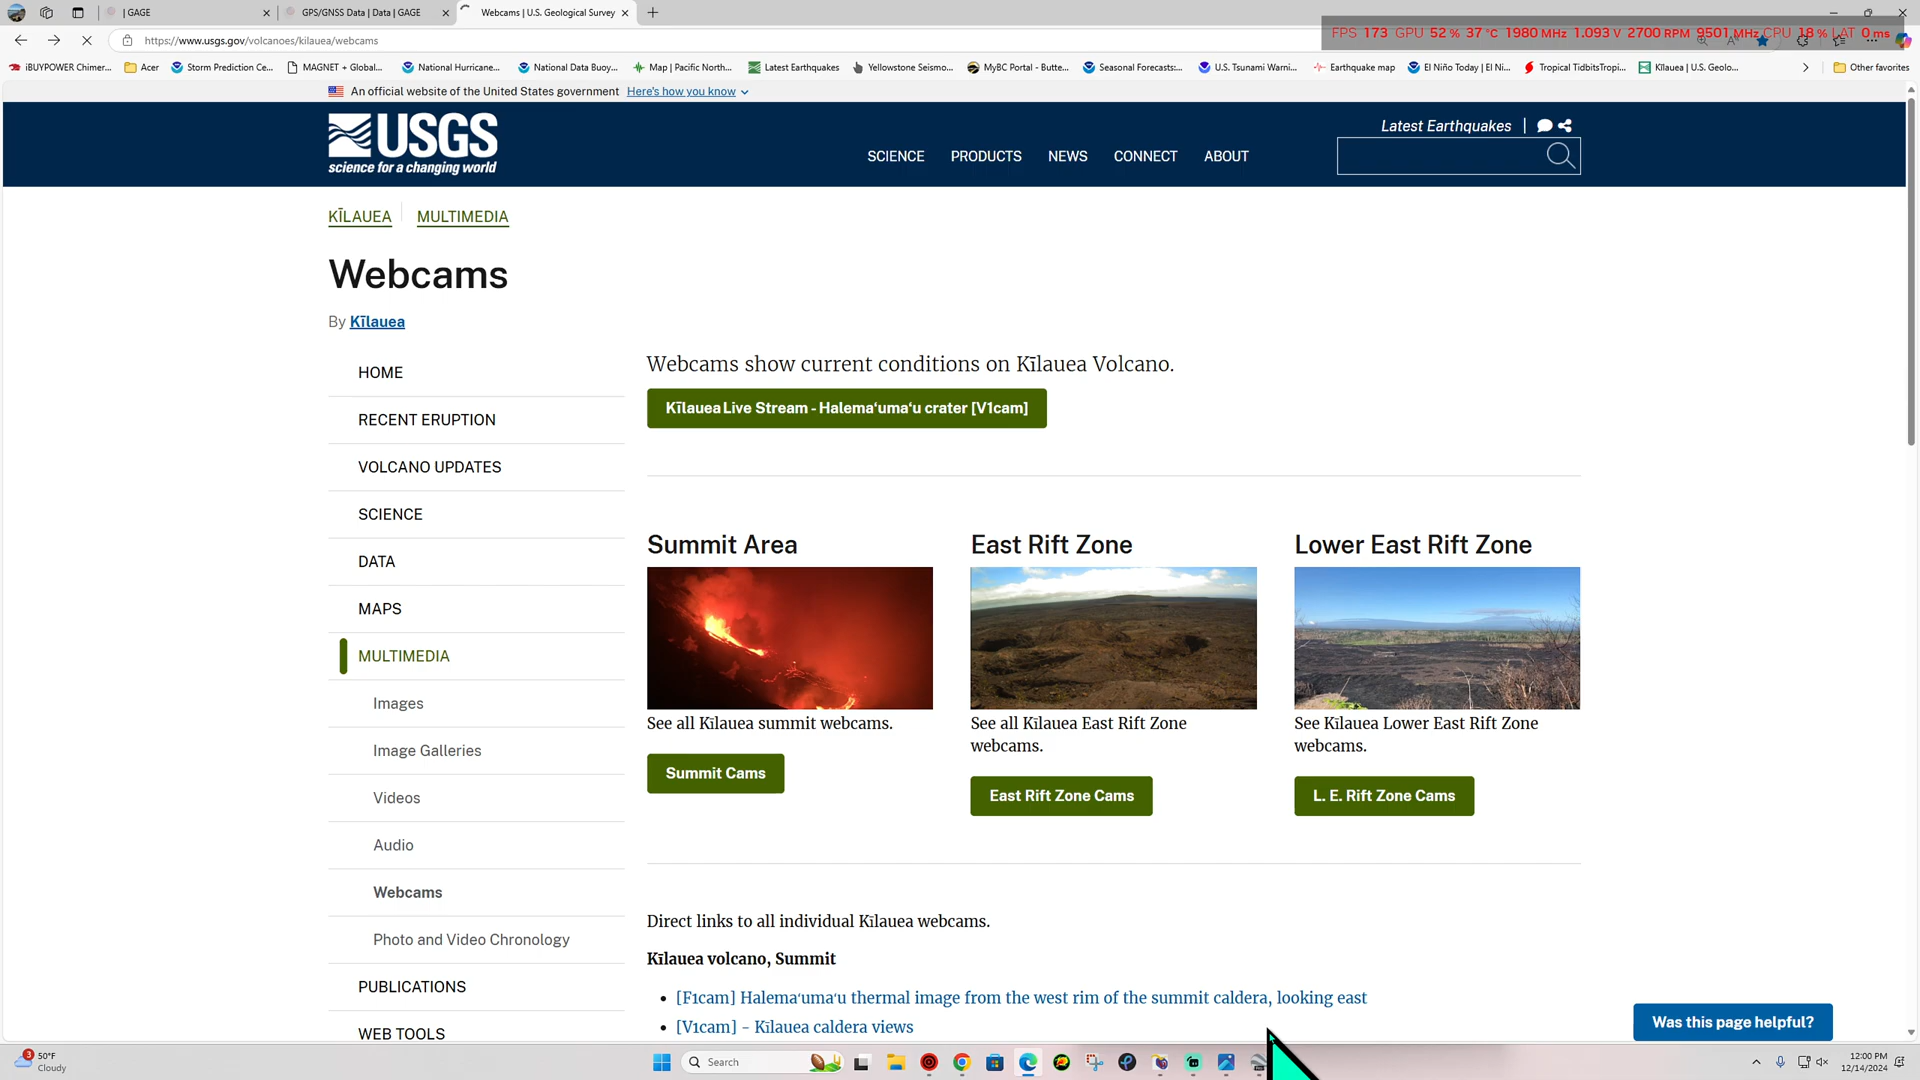 | GAGE
GPS/GNSS Data | Data | GAGE
Webcams | U.S. Geological Survey
https://www.usgs.gov/volcanoes/kilauea/webcams
FPS 173 GPU 52 % 37 °C 1980 MHz 1.093 V 2700 RPM 9501 MHz CPU 18 % LAT 0 ms
iBUYPOWER Chimer...
Acer
Storm Prediction Ce...
MAGNET + Global...
National Hurricane...
National Data Buoy...
Map | Pacific North...
Latest Earthquakes
Yellowstone Seismo...
MyBC Portal - Butte...
Seasonal Forecasts:...
U.S. Tsunami Warni...
Earthquake map
El Niño Today | El Ni...
Tropical TidbitsTropi...
Kīlauea | U.S. Geolo...
Other favorites
An official website of the United States government Here's how you know
USGS
science for a changing world
Latest Earthquakes
SCIENCE PRODUCTS NEWS CONNECT ABOUT
KĪLAUEA MULTIMEDIA
Webcams
By Kīlauea
HOME
RECENT ERUPTION
VOLCANO UPDATES
SCIENCE
DATA
MAPS
MULTIMEDIA
Images
Image Galleries
Videos
Audio
Webcams
Photo and Video Chronology
PUBLICATIONS
WEB TOOLS
Webcams show current conditions on Kīlauea Volcano.
Kīlauea Live Stream - Halemaʻumaʻu crater [V1cam]
Summit Area
See all Kīlauea summit webcams.
Summit Cams
East Rift Zone
See all Kīlauea East Rift Zone
webcams.
East Rift Zone Cams
Lower East Rift Zone
See Kīlauea Lower East Rift Zone
webcams.
L. E. Rift Zone Cams
Direct links to all individual Kīlauea webcams.
Kīlauea volcano, Summit
[F1cam] Halemaʻumaʻu thermal image from the west rim of the summit caldera, looking east
[V1cam] - Kīlauea caldera views
Was this page helpful?
3
50°F
Cloudy
Search
12:00 PM
12/14/2024